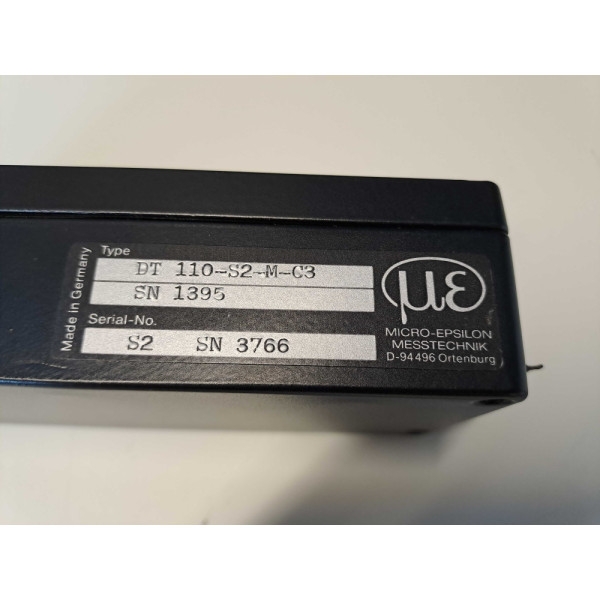 Made in Germany
Type
DT 110-S2-M-C3
SN 1395
Serial-No.
S2 SN 3766
με
MICRO-EPSILON
MESSTECHNIK
D-94496 Ortenburg